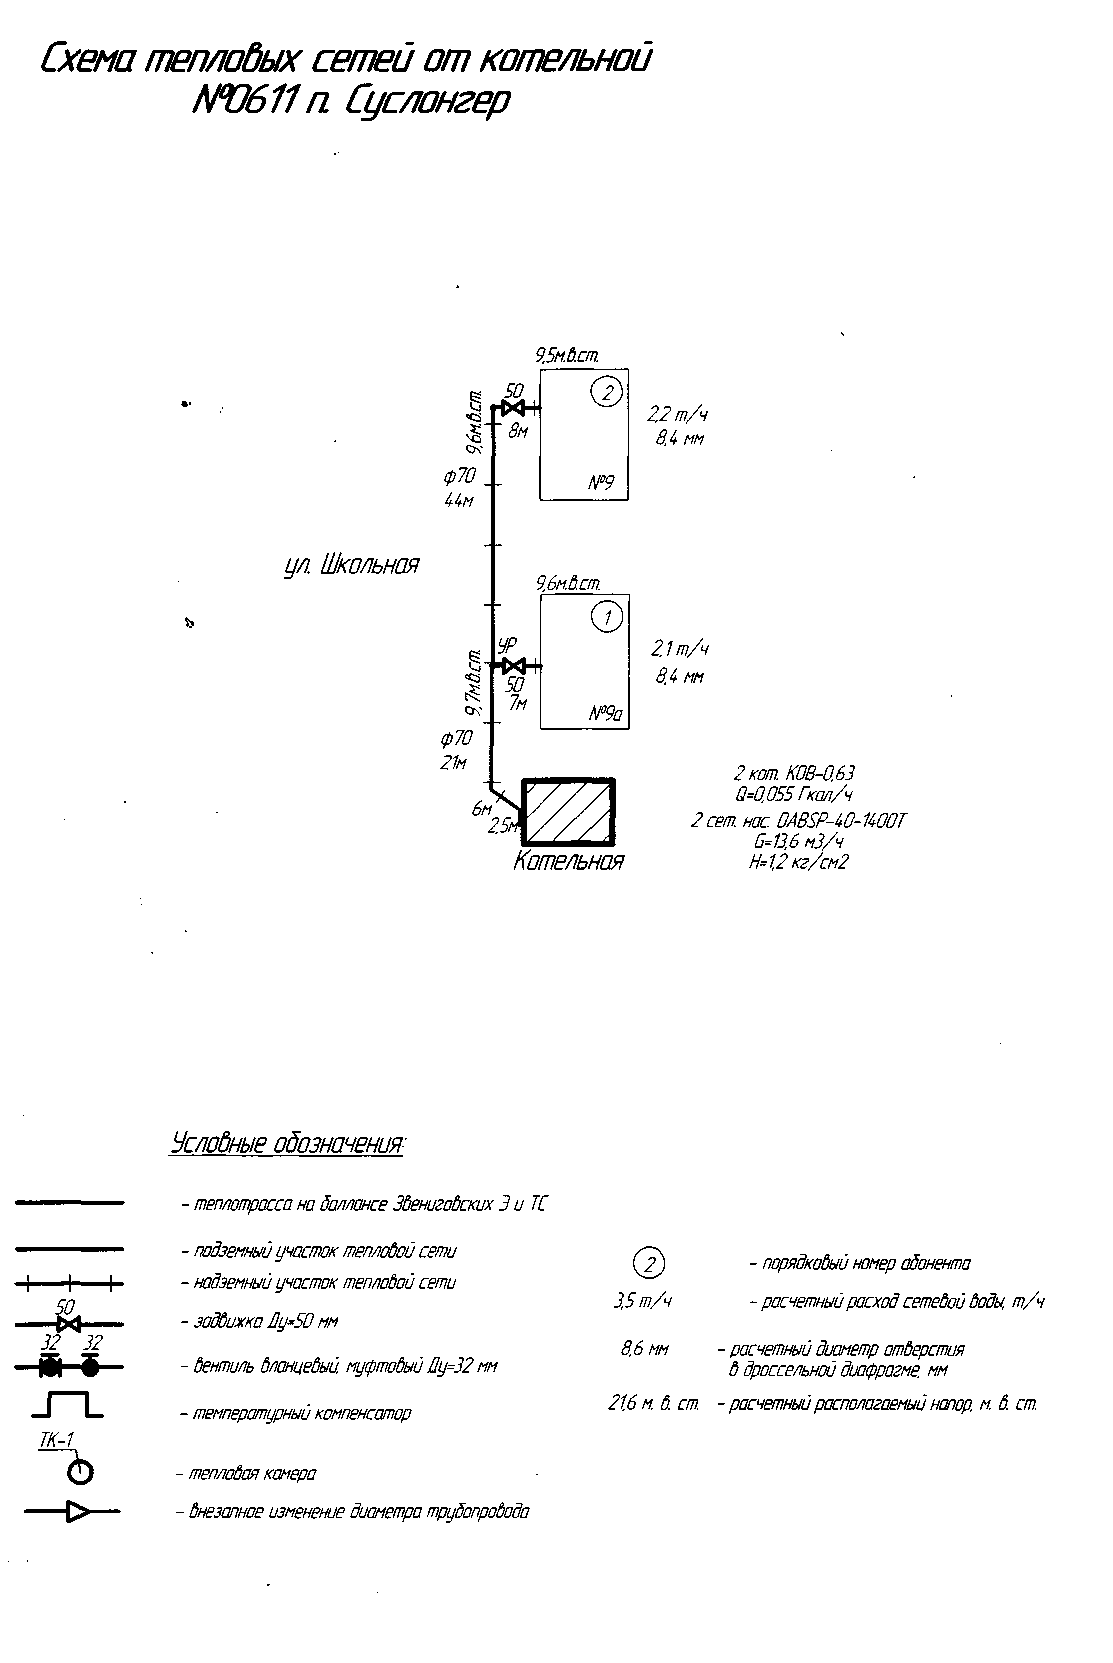 Схема тепловых сетей от котельной
№0611 п. Суслонгер
9,5м.в.ст.
50
2
9,6м.в.ст.
8м
2,2 т/ч
8,4 мм
ф70
44м
№9
ул. Школьная
9,6м.в.ст.
1
УР
9,7м.в.ст.
50
7м
2,1 т/ч
8,4 мм
№9а
ф70
21м
6м
2,5м
Котельная
2 кот. КОВ-0,63
Q=0,055 Гкал/ч
2 сет. нас. DABSP-40-1400T
G=13,6 м3/ч
H=1,2 кг/см2
Условные обозначения:
- теплотрасса на баллансе Звениговских Э и ТС
- подземный участок тепловой сети
- надземный участок тепловой сети
50
- задвижка Ду=50 мм
32 32
- вентиль вланцевый, муфтовый Ду=32 мм
- температурный компенсатор
ТК-1
- тепловая камера
- внезапное изменение диаметра трубопровода
2 - порядковый номер абонента
3,5 т/ч - расчетный расход сетевой воды, т/ч
8,6 мм - расчетный диаметр отверстия
в дроссельной диафрагме, мм
21,6 м. в. ст. - расчетный располагаемый напор, м. в. ст.